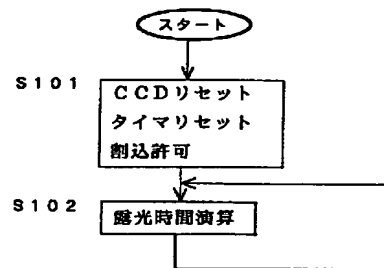 スタート
S101
CCDリセット
タイマリセット
割込許可
S102
露光時間演算